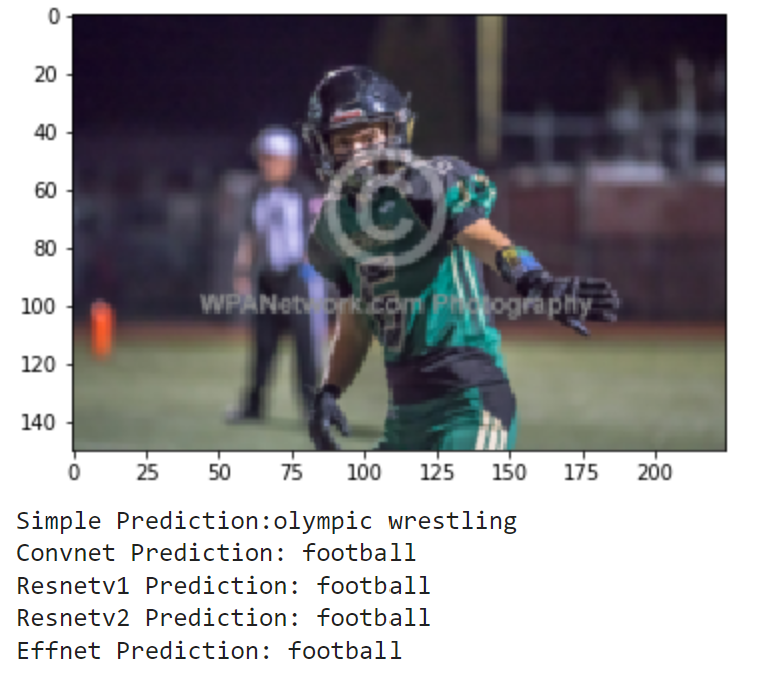 0
20
40
60
80
100
120
140
©
WPANetwork.com Photography
0 25 50 75 100 125 150 175 200
Simple Prediction:olympic wrestling
Convnet Prediction: football
Resnetv1 Prediction: football
Resnetv2 Prediction: football
Effnet Prediction: football